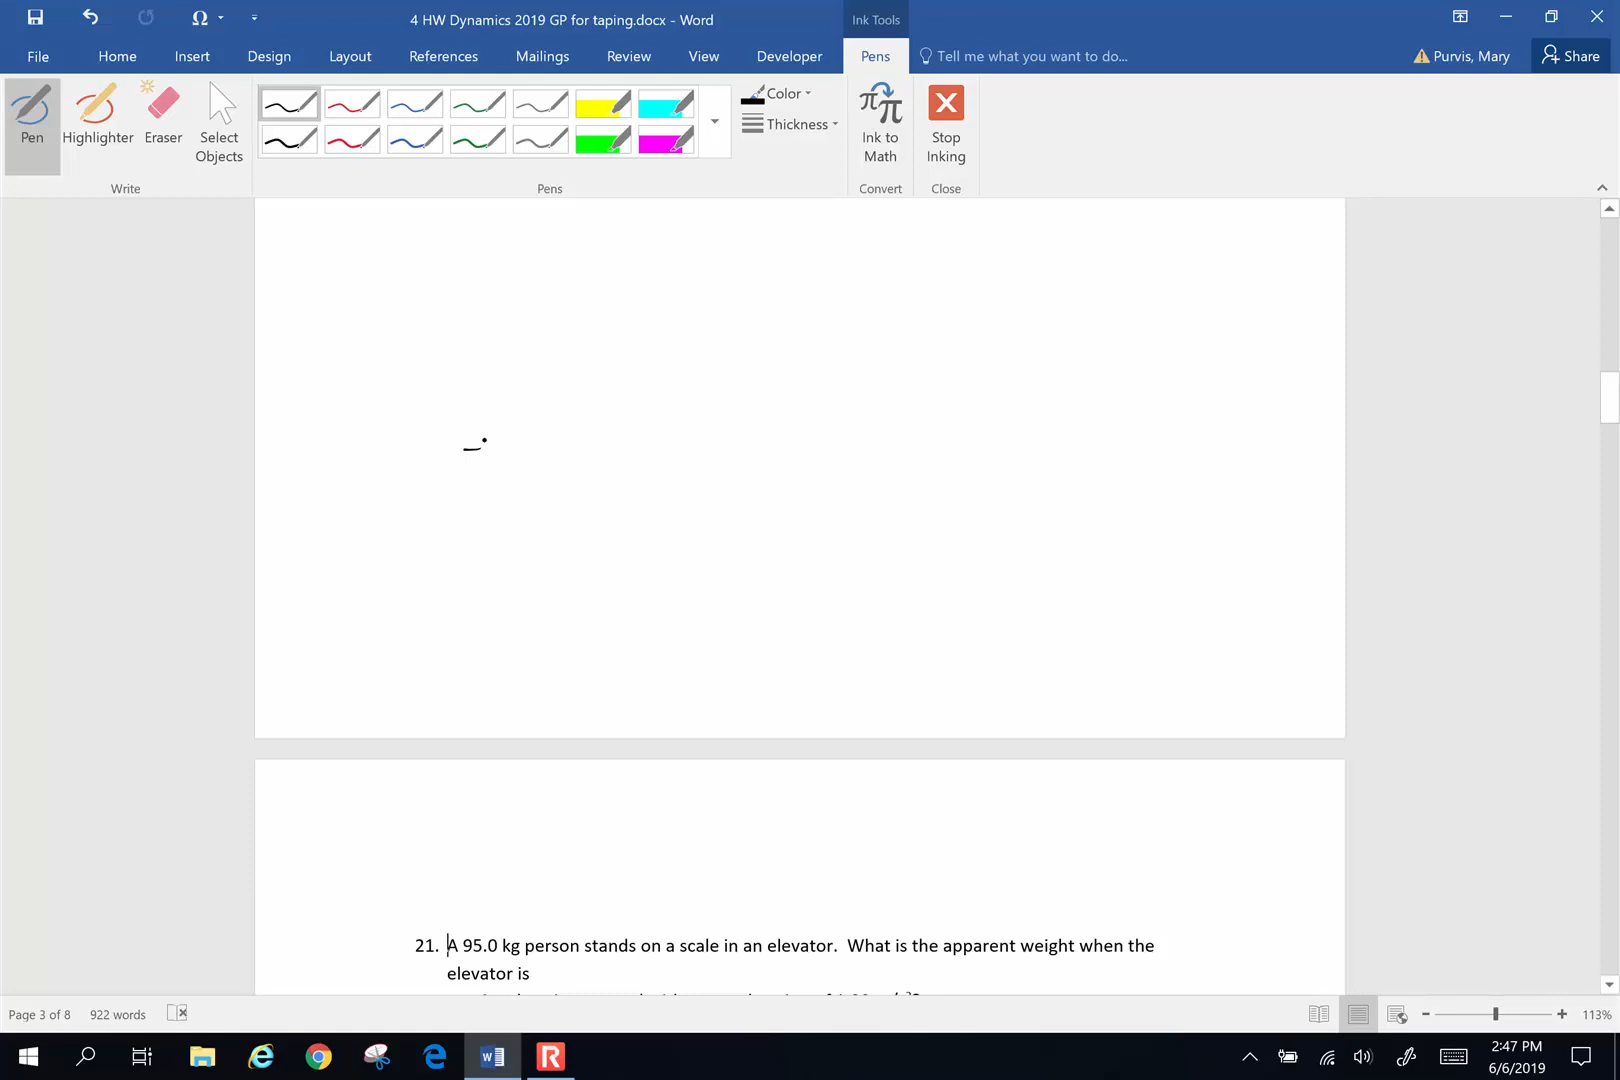 4 HW Dynamics 2019 GP for taping.docx - Word
Ink Tools
File
Home
Insert
Design
Layout
References
Mailings
Review
View
Developer
Pens
Tell me what you want to do...
Purvis, Mary
Share
Pen
Highlighter
Eraser
Select
Objects
Color
Thickness
Ink to
Math
Stop
Inking
Write
Pens
Convert
Close
21. A 95.0 kg person stands on a scale in an elevator. What is the apparent weight when the
elevator is
Page 3 of 8
922 words
113%
2:47 PM
6/6/2019